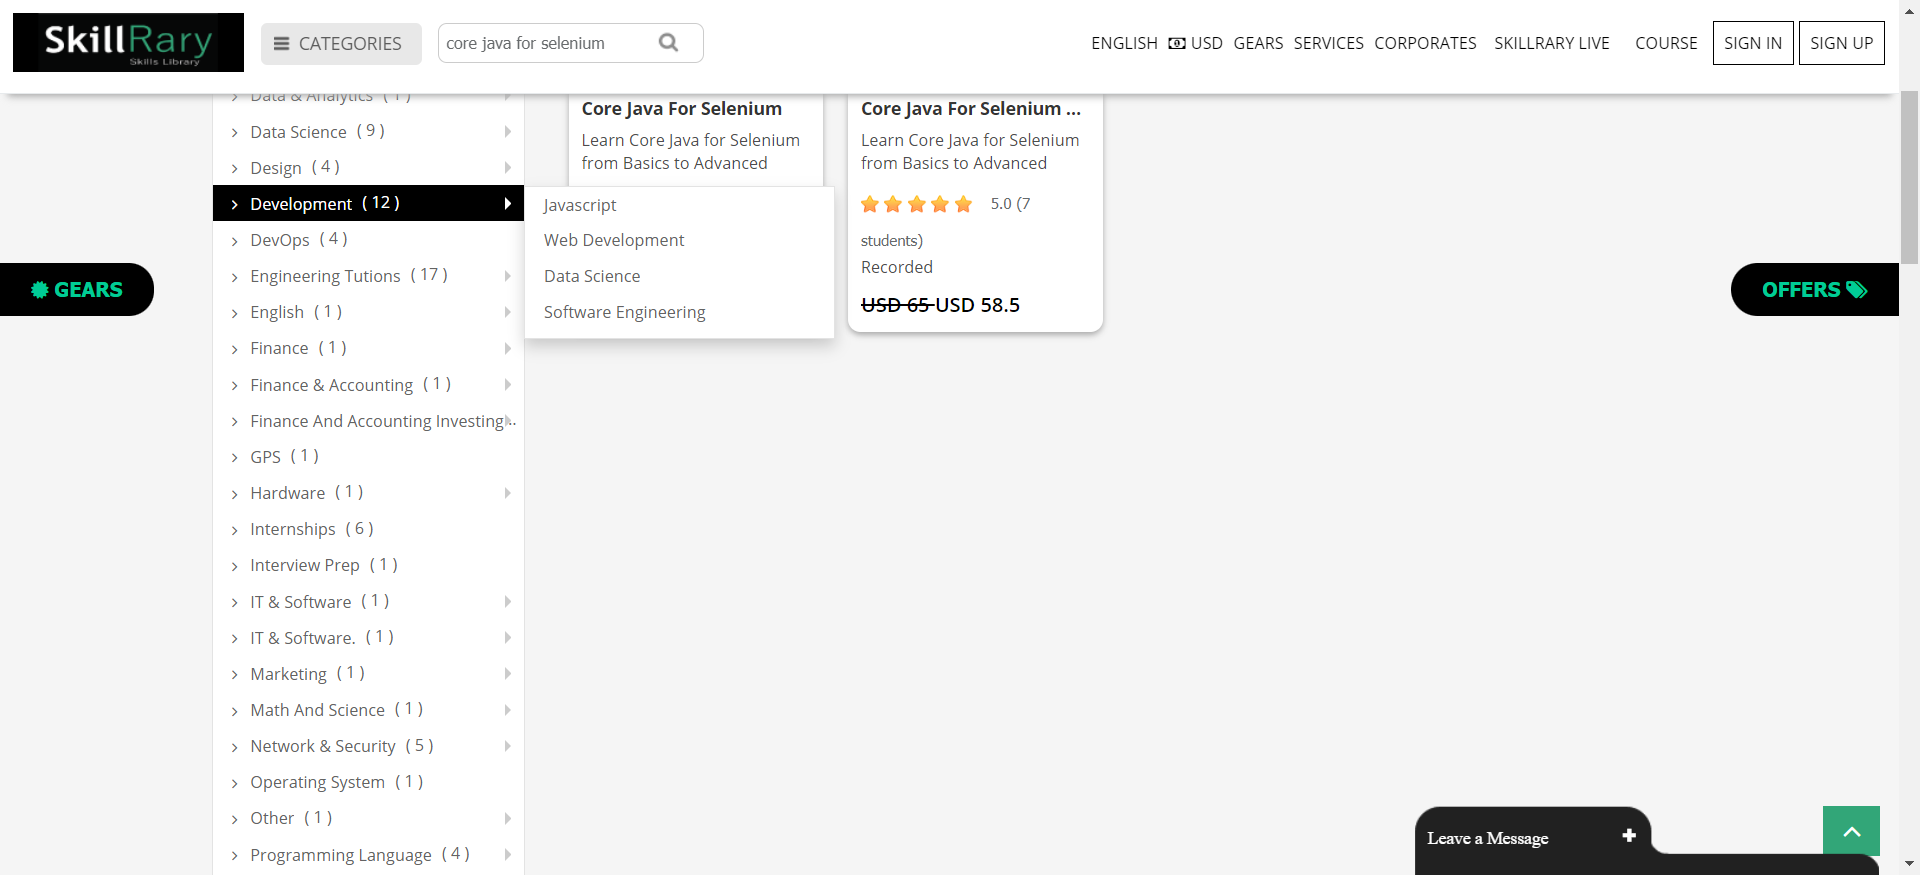 SkillRary
Skills Library
CATEGORIES
core java for selenium
ENGLISH USD GEARS SERVICES CORPORATES SKILLRARY LIVE COURSE SIGN IN SIGN UP
Data & Analytics ( 1 )
Data Science ( 9 )
Design ( 4 )
Development ( 12 )
DevOps ( 4 )
Engineering Tutions ( 17 )
English ( 1 )
Finance ( 1 )
Finance & Accounting ( 1 )
Finance And Accounting Investing..
GPS ( 1 )
Hardware ( 1 )
Internships ( 6 )
Interview Prep ( 1 )
IT & Software ( 1 )
IT & Software. ( 1 )
Marketing ( 1 )
Math And Science ( 1 )
Network & Security ( 5 )
Operating System ( 1 )
Other ( 1 )
Programming Language ( 4 )
Javascript
Web Development
Data Science
Software Engineering
Core Java For Selenium
Learn Core Java for Selenium
from Basics to Advanced
Core Java For Selenium ...
Learn Core Java for Selenium
from Basics to Advanced
5.0 (7
students)
Recorded
USD 65 USD 58.5
GEARS
OFFERS
Leave a Message